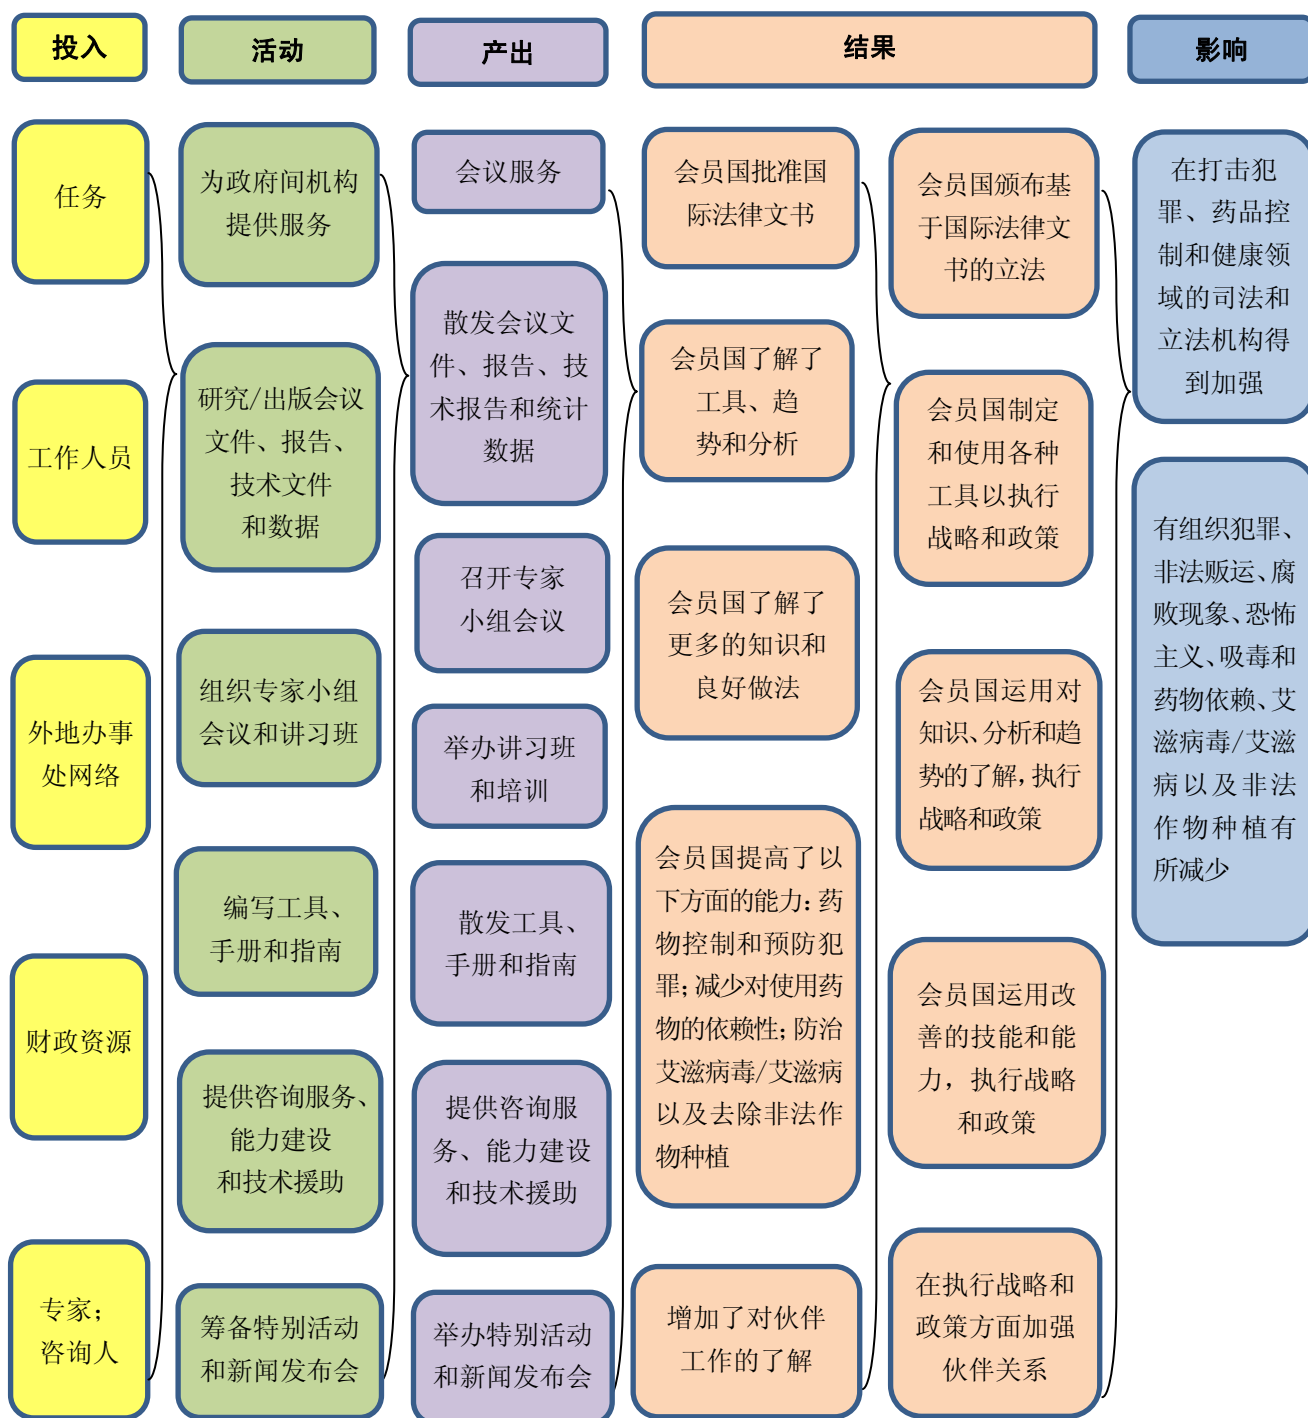 投入
活动
产出
结果
影响
任务
工作人员
外地办事
处网络
财政资源
专家；
咨询人
为政府间机构
提供服务
研究/出版会议
文件、报告、
技术文件
和数据
组织专家小组
会议和讲习班
编写工具、
手册和指南
提供咨询服务、
能力建设
和技术援助
筹备特别活动
和新闻发布会
会议服务
散发会议文
件、报告、技
术报告和统计
数据
召开专家
小组会议
举办讲习班
和培训
散发工具、
手册和指南
提供咨询服
务、能力建设
和技术援助
举办特别活动
和新闻发布会
会员国批准国
际法律文书
会员国了解了
工具、趋
势和分析
会员国了解了
更多的知识和
良好做法
会员国提高了以
下方面的能力：药
物控制和预防犯
罪；减少对使用药
物的依赖性；防治
艾滋病毒/艾滋病
以及去除非法作
物种植
增加了对伙伴
工作的了解
会员国颁布基
于国际法律文
书的立法
会员国制定
和使用各种
工具以执行
战略和政策
会员国运用对
知识、分析和趋
势的了解，执行
战略和政策
会员国运用改
善的技能和能
力，执行战略
和政策
在执行战略和
政策方面加强
伙伴关系
在打击犯
罪、药品控
制和健康领
域的司法和
立法机构得
到加强
有组织犯罪、
非法贩运、腐
败现象、恐怖
主义、吸毒和
药物依赖、艾
滋病毒/艾滋
病以及非法
作物种植有
所减少